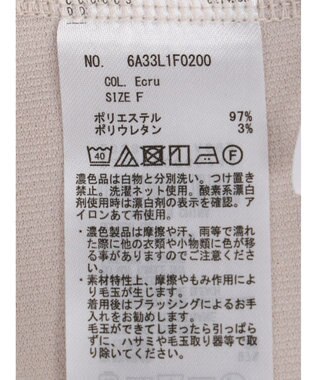 NO. 6A33L1F0200
COL. Ecru
SIZE F
ポリエステル 97%
ポリウレタン 3%
40
F
濃色品は白物と分別洗い。つけ置き
禁止。洗濯ネット使用。酸素系漂白
剤使用時は漂白剤の表示を確認。ア
イロンあて布使用。
・濃色製品は摩擦や汗、雨等で濡れ
た際に他の衣類や小物類に色が移
る事がありますのでご注意くださ
い。
・素材特性上、摩擦やもみ作用によ
り毛玉が生じます。
着用後はブラッシングによるお手
入れをお勧めします。
毛玉ができてしまったら引っぱら
ずに、ハサミや毛玉取り器等で取
り除いてください。